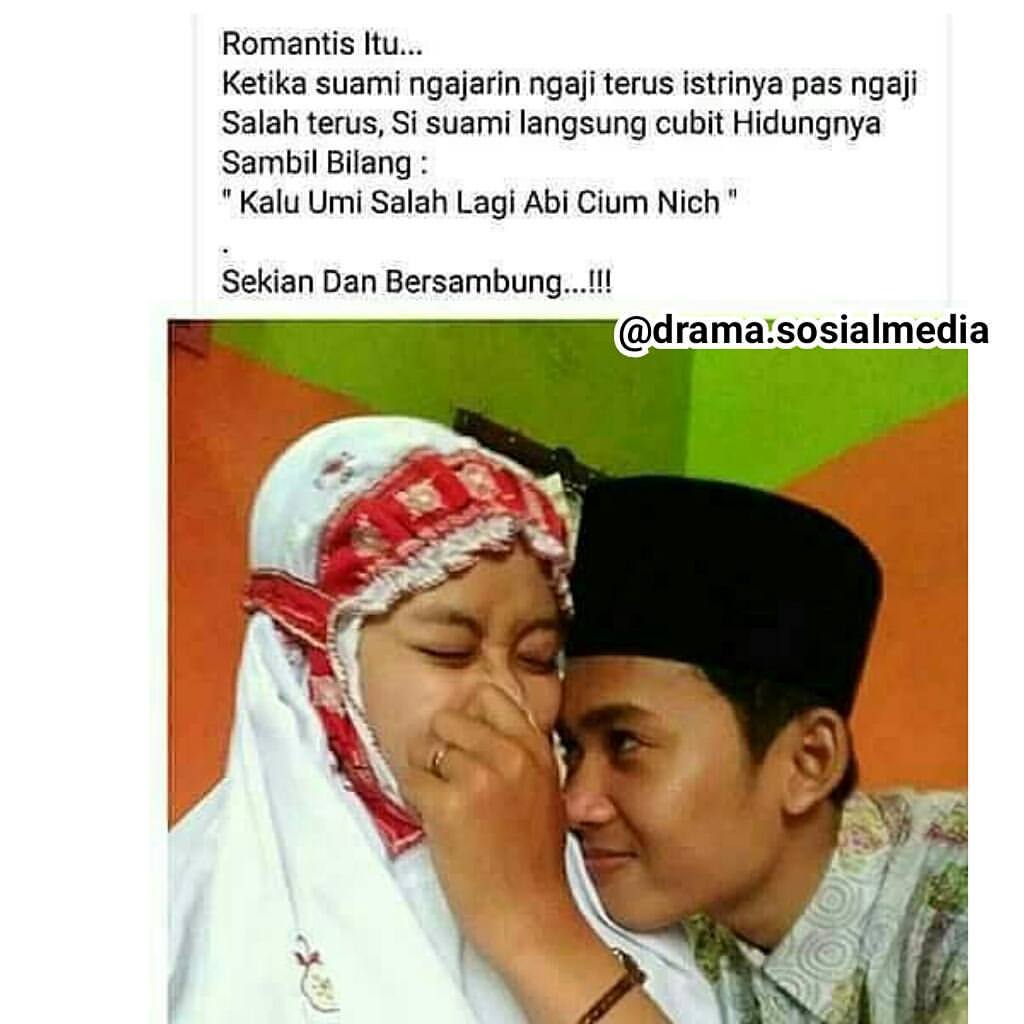 Romantis Itu...
Ketika suami ngajarin ngaji terus istrinya pas ngaji
Salah terus, Si suami langsung cubit Hidungnya
Sambil Bilang :
" Kalu Umi Salah Lagi Abi Cium Nich "
.
Sekian Dan Bersambung...!!!
@drama.sosialmedia